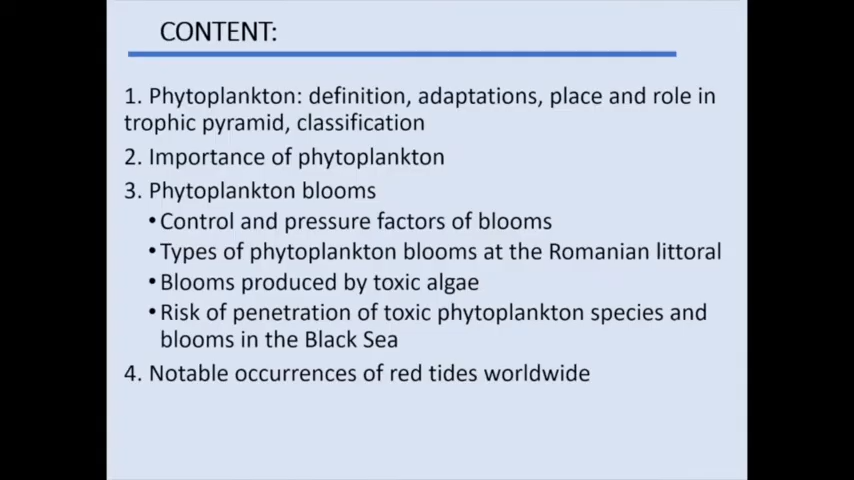 CONTENT:
1. Phytoplankton: definition, adaptations, place and role in
trophic pyramid, classification
2. Importance of phytoplankton
3. Phytoplankton blooms
•Control and pressure factors of blooms
•Types of phytoplankton blooms at the Romanian littoral
•Blooms produced by toxic algae
•Risk of penetration of toxic phytoplankton species and
blooms in the Black Sea
4. Notable occurrences of red tides worldwide